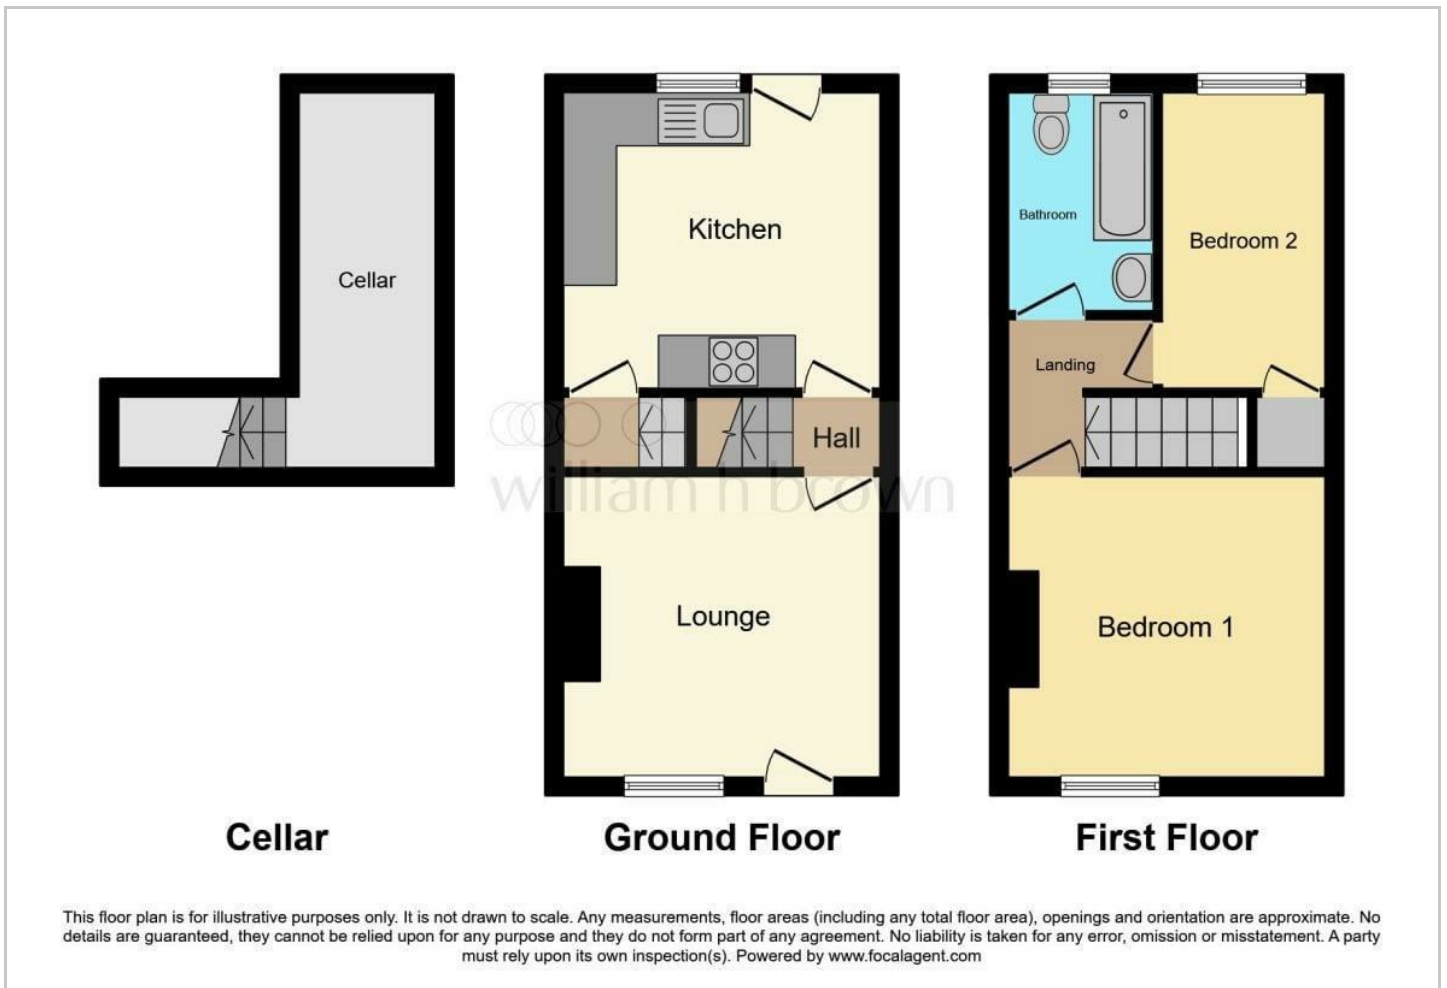 Cellar
Kitchen
Hall
Lounge
Bathroom
Bedroom 2
Landing
Bedroom 1
william h brown
Cellar
Ground Floor
First Floor
This floor plan is for illustrative purposes only. It is not drawn to scale. Any measurements, floor areas (including any total floor area), openings and orientation are approximate. No
details are guaranteed, they cannot be relied upon for any purpose and they do not form part of any agreement. No liability is taken for any error, omission or misstatement. A party
must rely upon its own inspection(s). Powered by www.focalagent.com